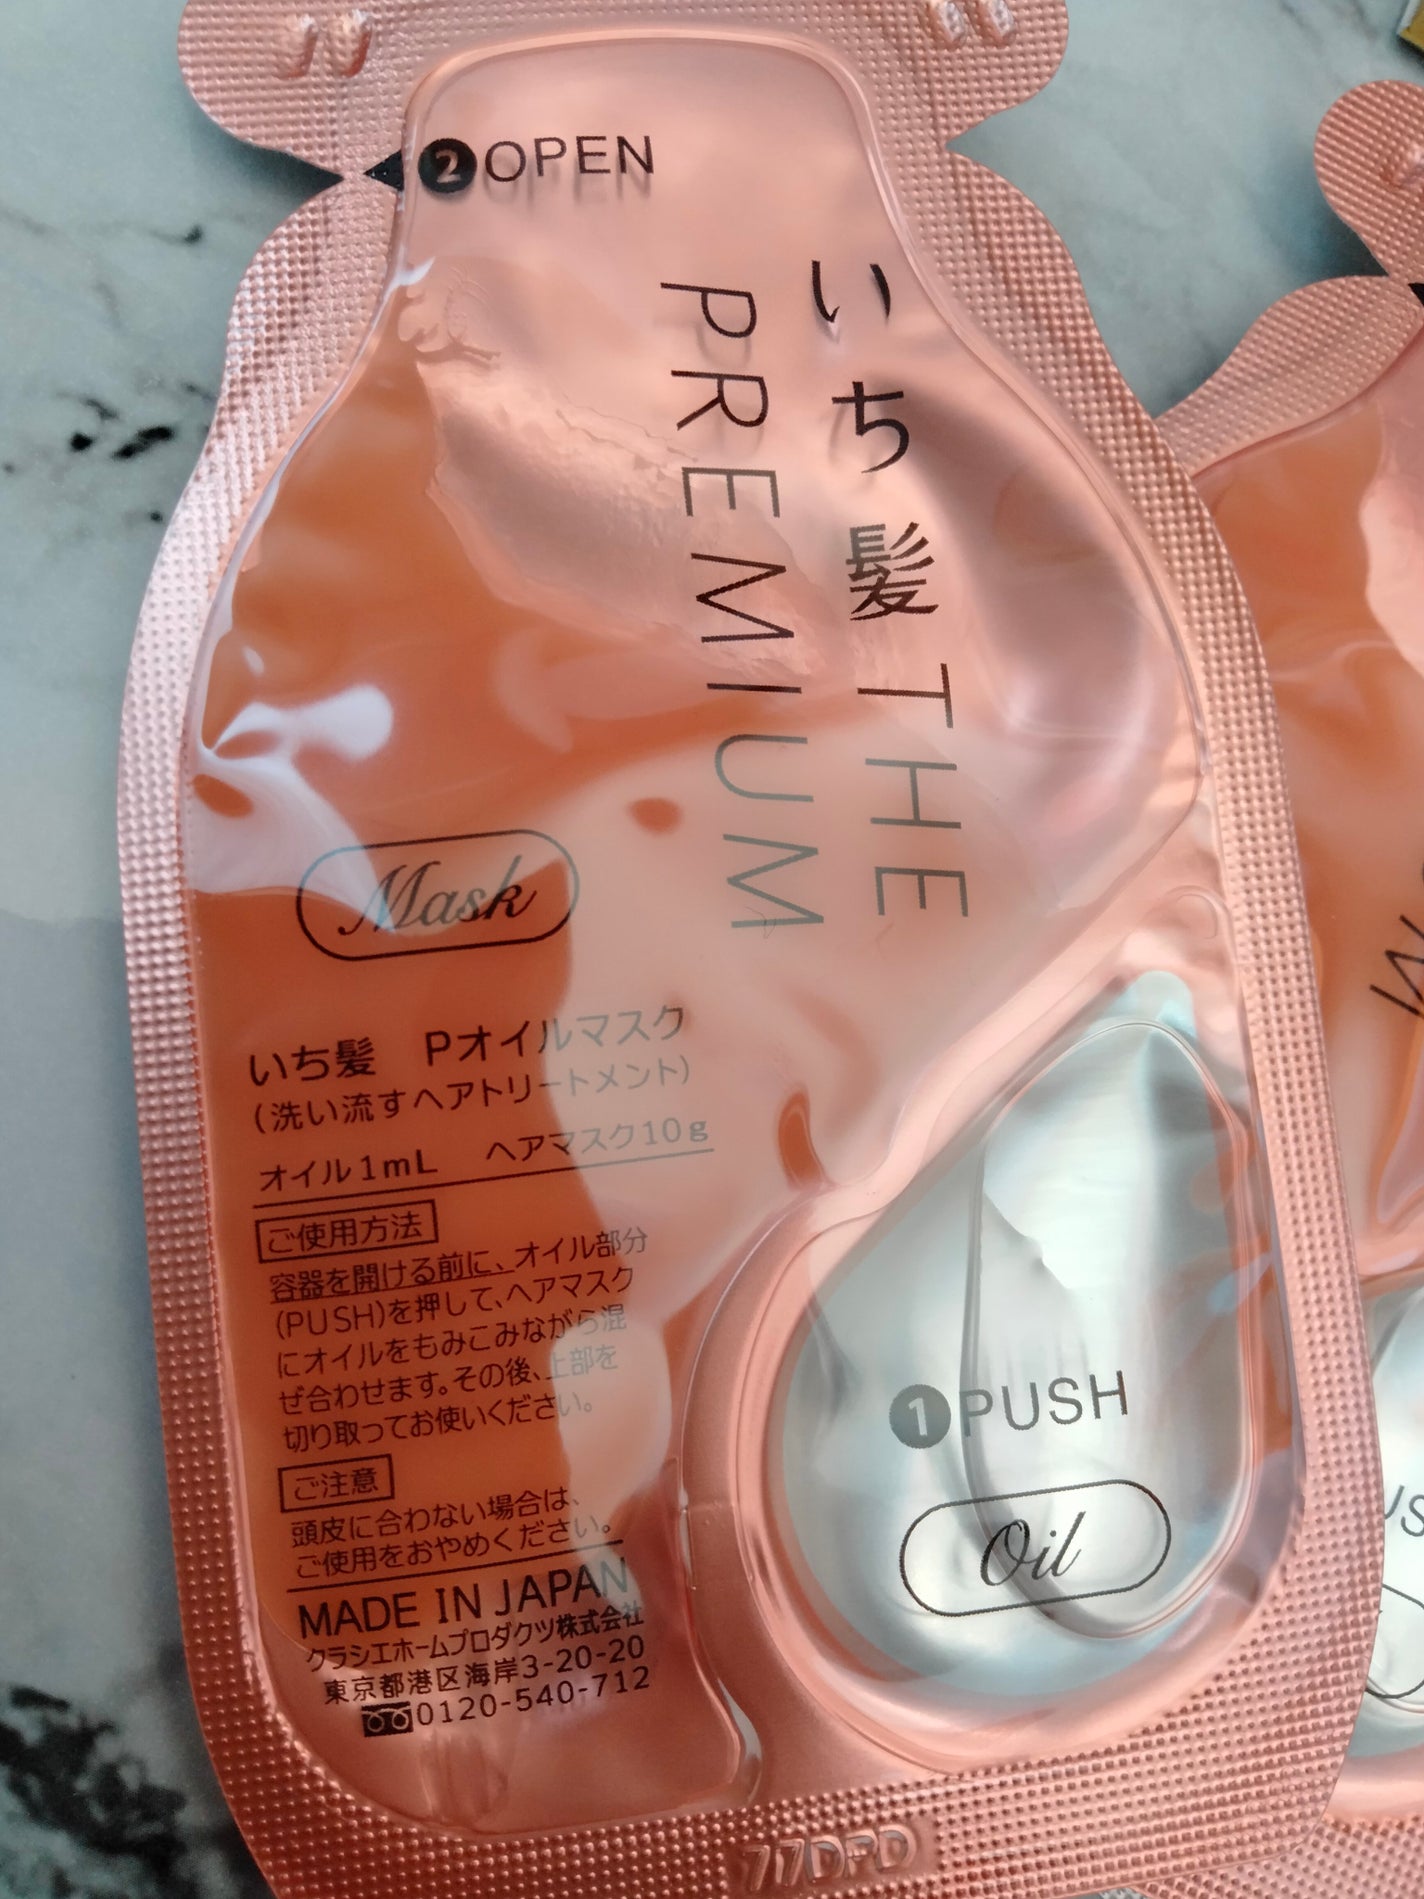 2OPEN
いち髪 THE
PREMIUM
Mask
いち髪 Pオイルマスク
(洗い流すヘアトリートメント)
オイル1mL ヘアマスク10g
ご使用方法
容器を開ける前に、オイル部分
(PUSH)を押して、ヘアマスク
にオイルをもみこみながら混
ぜ合わせます。その後、上部を
切り取ってお使いください。
ご注意
頭皮に合わない場合は、
ご使用をおやめください。
MADE IN JAPAN
クラシエホームプロダクツ株式会社
東京都港区海岸3-20-20
0120-540-712
1PUSH
Oil